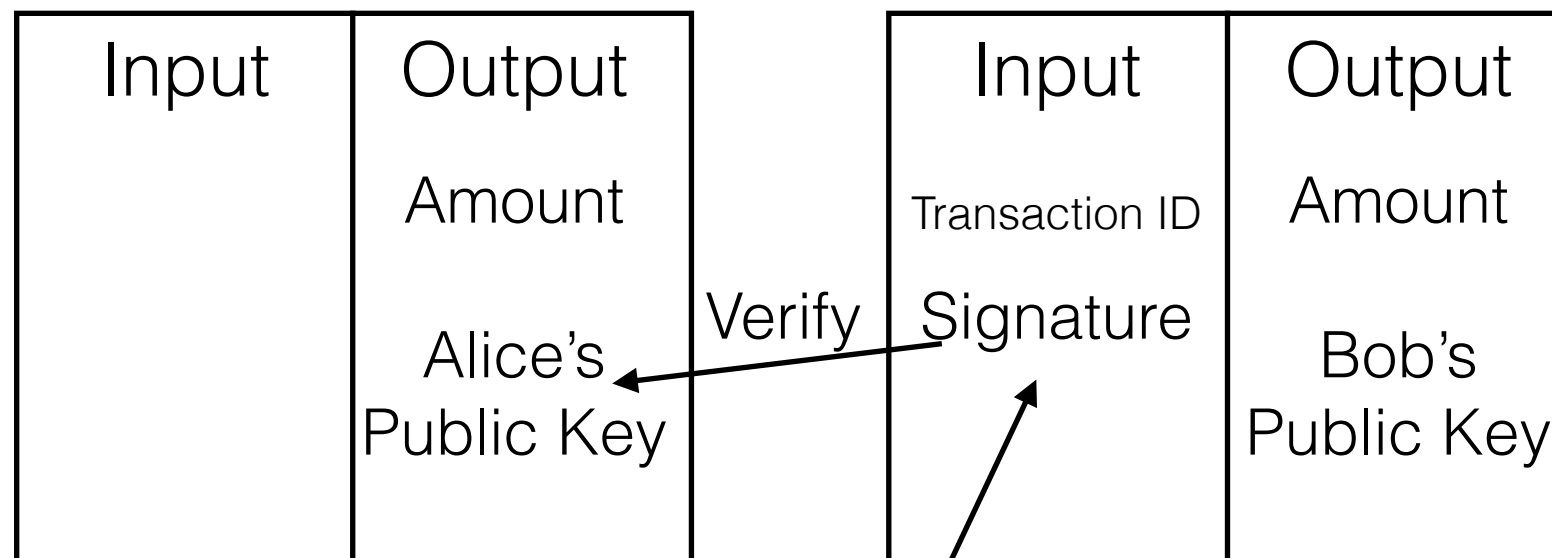 Input
Output
Amount
Alice’s
Public Key
Verify
Input
Transaction ID
Signature
Output
Amount
Bob’s
Public Key